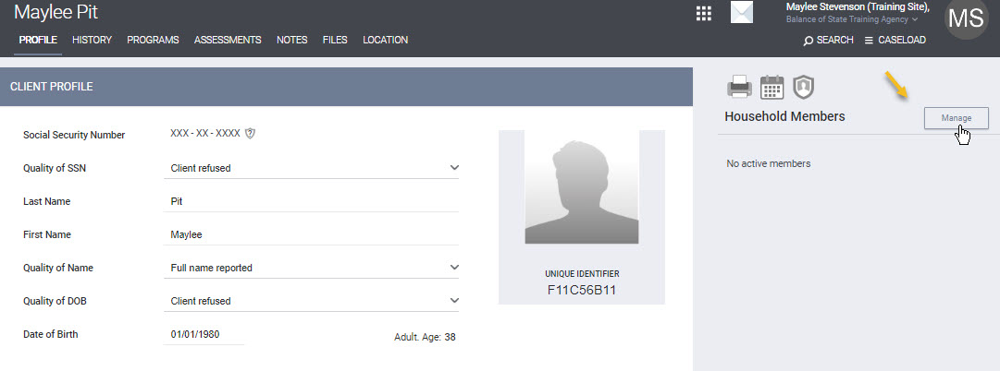 Maylee Pit
Maylee Stevenson (Training Site),
Balance of State Training Agency
MS
PROFILE HISTORY PROGRAMS ASSESSMENTS NOTES FILES LOCATION
SEARCH CASELOAD
CLIENT PROFILE
Social Security Number XXX - XX - XXXX
Quality of SSN Client refused
Last Name Pit
First Name Maylee
Quality of Name Full name reported
Quality of DOB Client refused
Date of Birth 01/01/1980 Adult. Age: 38
UNIQUE IDENTIFIER
F11C56B11
Household Members Manage
No active members